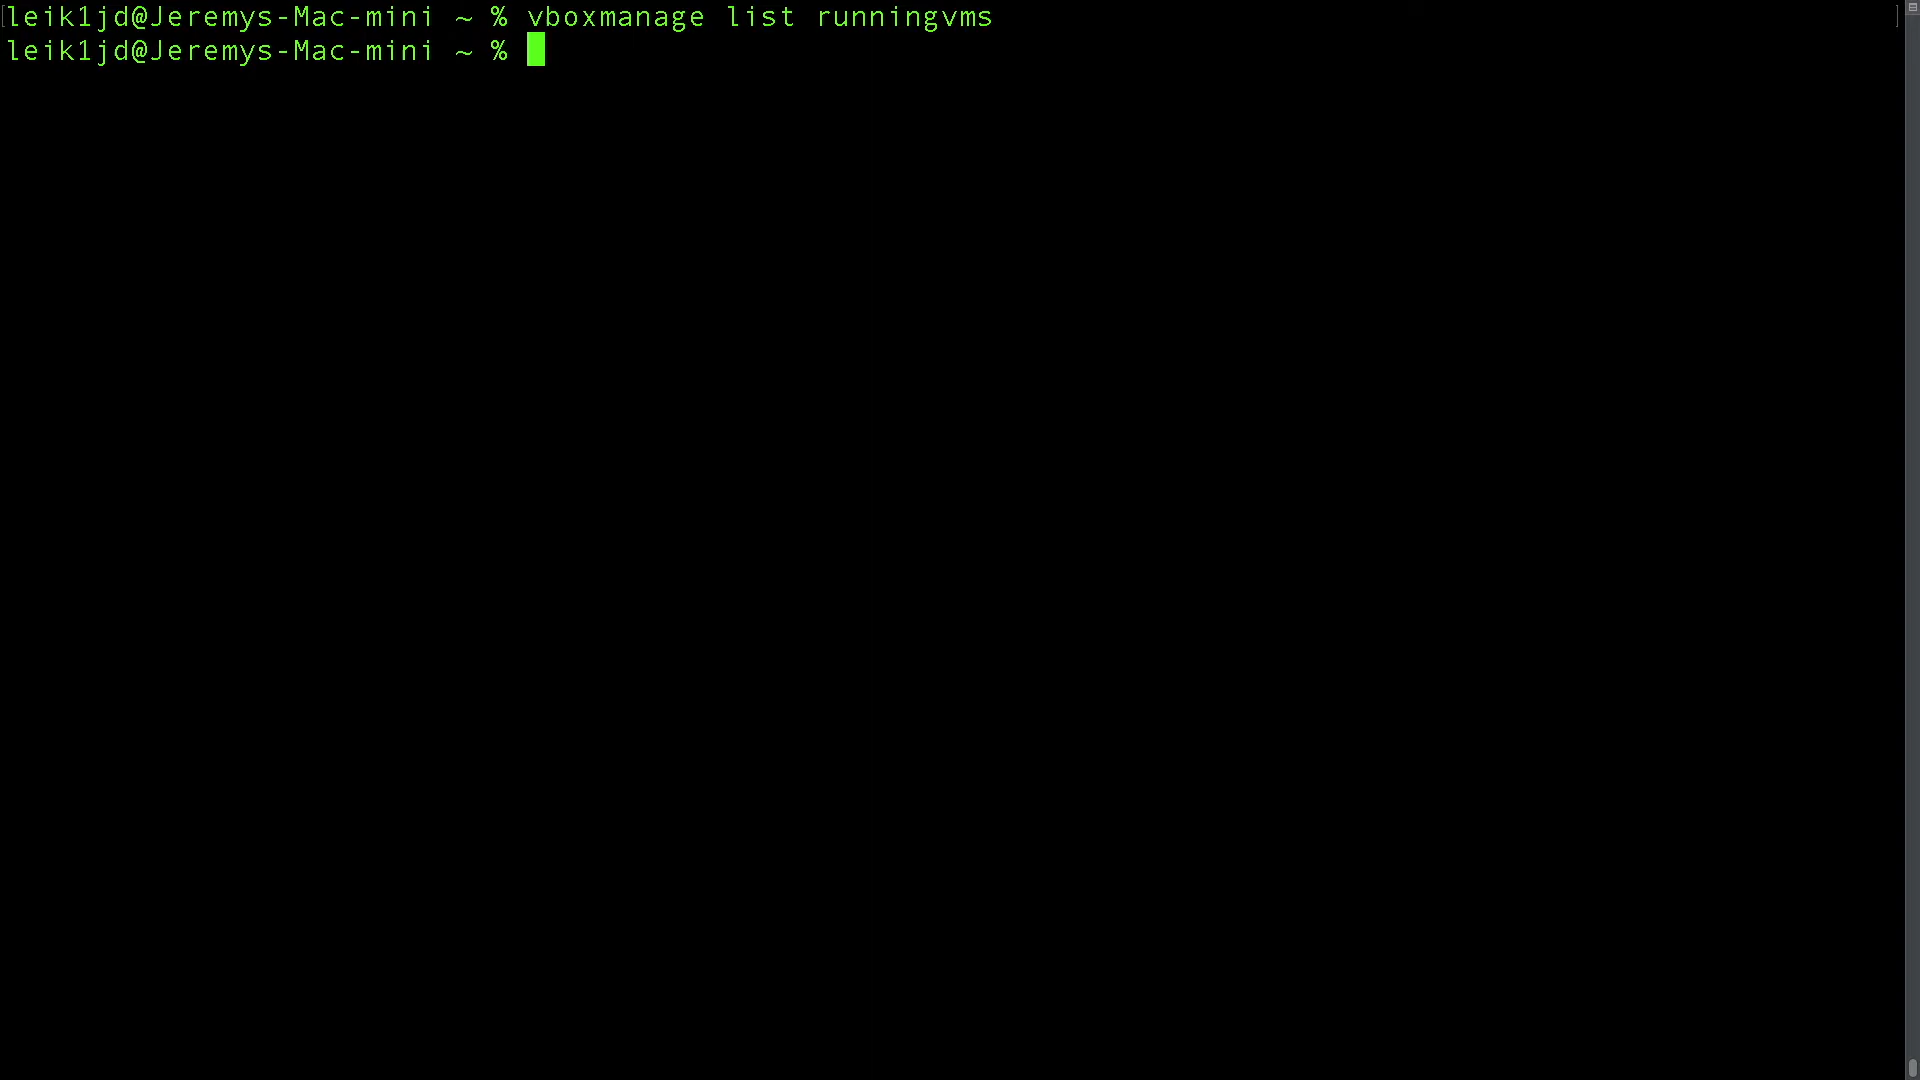 leik1jd@Jeremys-Mac-mini ~ % vboxmanage list runningvms
leik1jd@Jeremys-Mac-mini ~ %